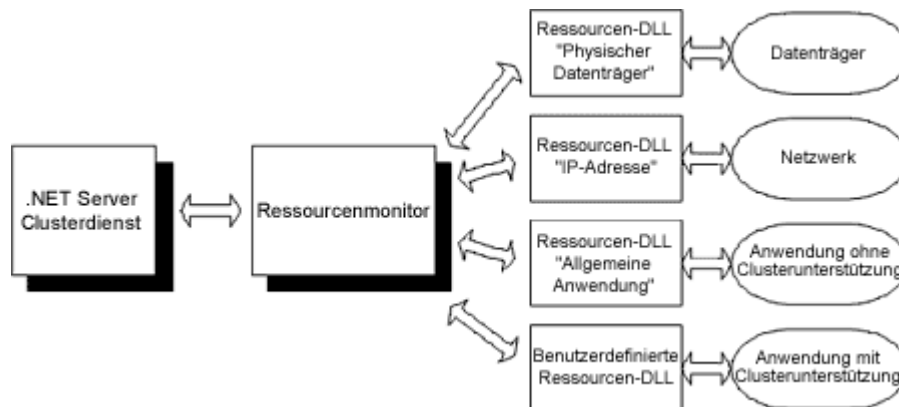 .NET Server
Clusterdienst
Ressourcenmonitor
Ressourcen-DLL
"Physischer
Datenträger"
Datenträger
Ressourcen-DLL
"IP-Adresse"
Netzwerk
Ressourcen-DLL
"Allgemeine
Anwendung"
Anwendung ohne
Clusterunterstützung
Benutzerdefinierte
Ressourcen-DLL
Anwendung mit
Clusterunterstützung